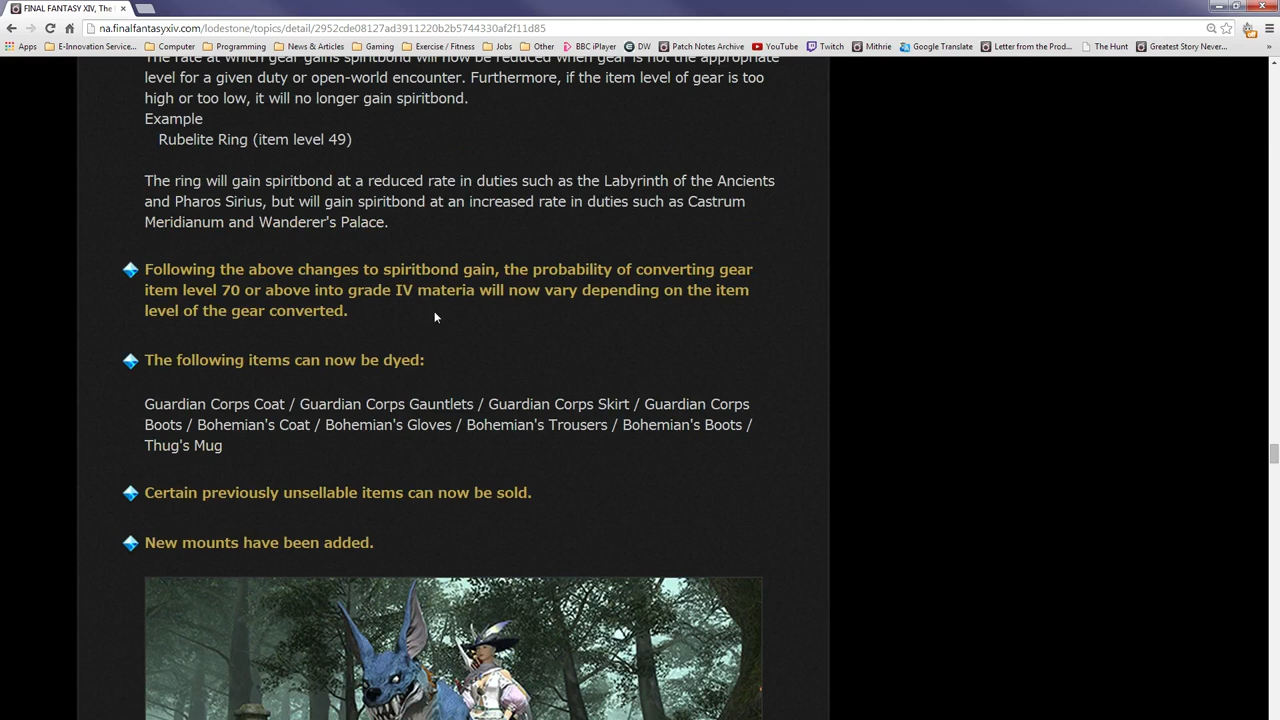 FINAL FANTASY XIV, The
na.finalfantasyxiv.com/lodestone/topics/detail/2952cde08127ad3911220b2b5744330af2f11d85
Apps E-Innovation Service... Computer Programming News & Articles Gaming Exercise / Fitness Jobs Other BBC iPlayer DW Patch Notes Archive YouTube Twitch Mithrie Google Translate Letter from the Prod... The Hunt Greatest Story Never... »
The rate at which gear gains spiritbond will now be reduced when gear is not the appropriate
level for a given duty or open-world encounter. Furthermore, if the item level of gear is too
high or too low, it will no longer gain spiritbond.
Example
Rubelite Ring (item level 49)
The ring will gain spiritbond at a reduced rate in duties such as the Labyrinth of the Ancients
and Pharos Sirius, but will gain spiritbond at an increased rate in duties such as Castrum
Meridianum and Wanderer's Palace.
Following the above changes to spiritbond gain, the probability of converting gear
item level 70 or above into grade IV materia will now vary depending on the item
level of the gear converted.
The following items can now be dyed:
Guardian Corps Coat / Guardian Corps Gauntlets / Guardian Corps Skirt / Guardian Corps
Boots / Bohemian's Coat / Bohemian's Gloves / Bohemian's Trousers / Bohemian's Boots /
Thug's Mug
Certain previously unsellable items can now be sold.
New mounts have been added.